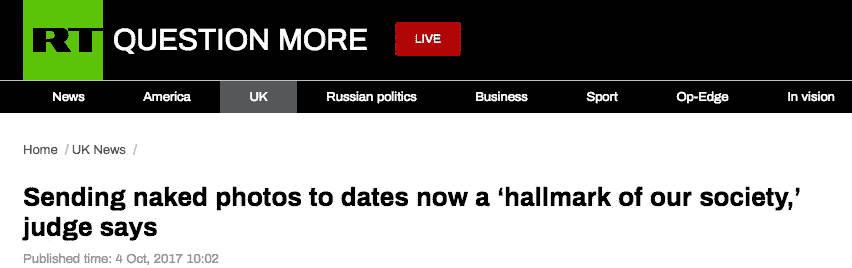 RT QUESTION MORE LIVE
News America UK Russian politics Business Sport Op-Edge In vision
Home / UK News /
Sending naked photos to dates now a ‘hallmark of our society,’
judge says
Published time: 4 Oct, 2017 10:02